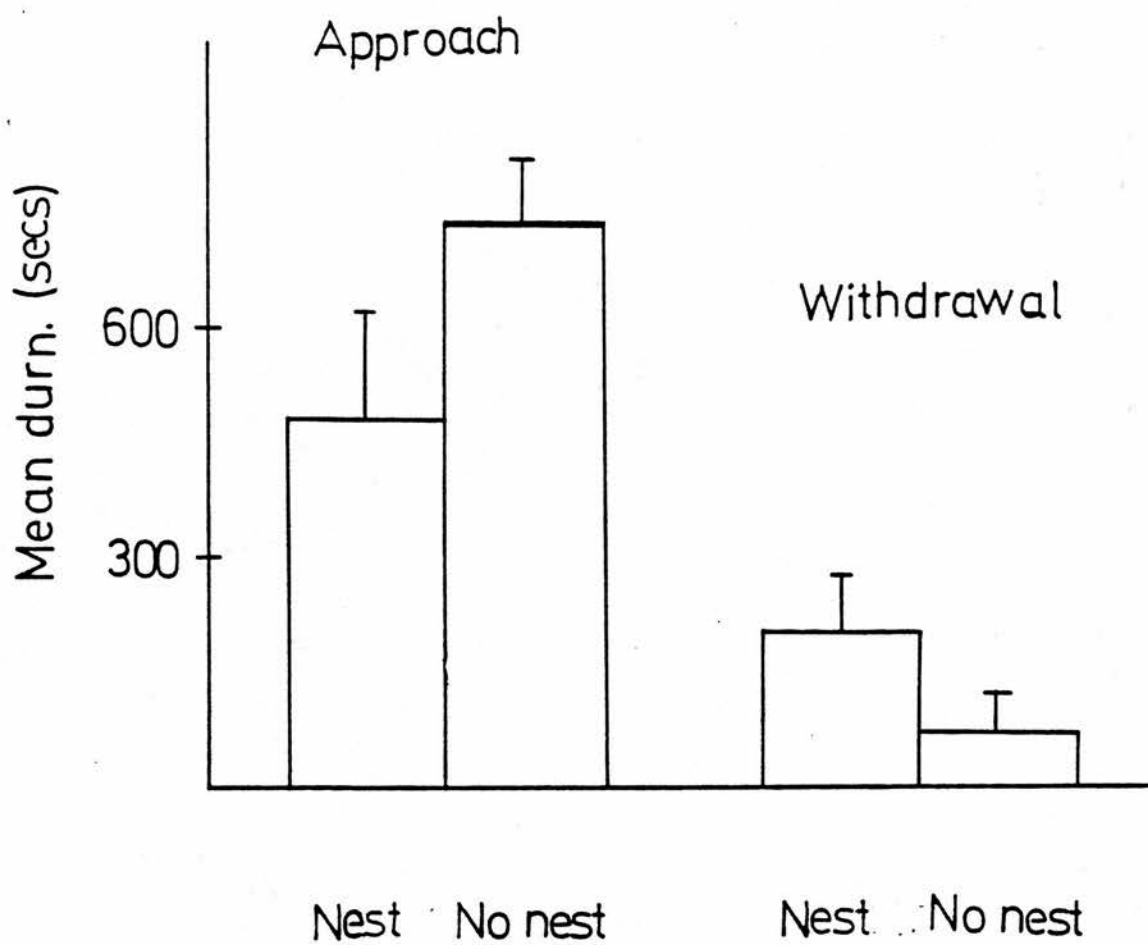 Approach
Mean durn. (secs)
600
300
Withdrawal
Nest
No nest
Nest
No nest